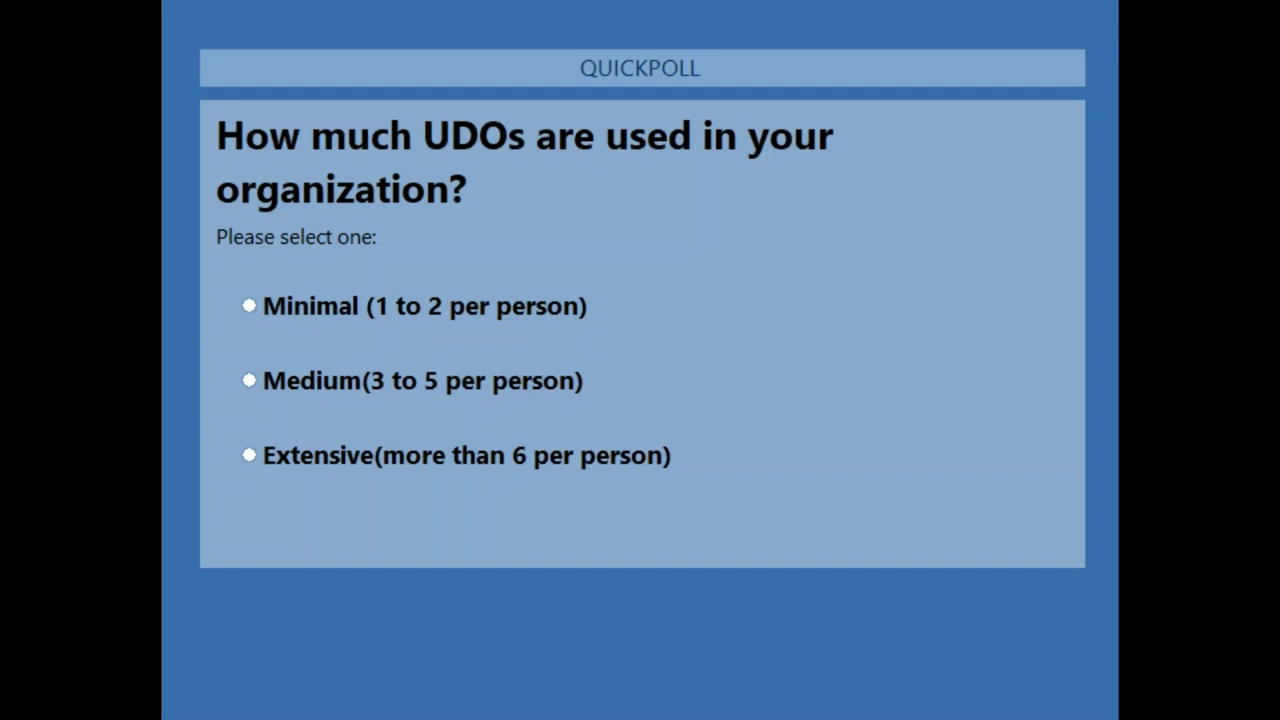 QUICKPOLL
How much UDOs are used in your
organization?
Please select one:
Minimal (1 to 2 per person)
Medium(3 to 5 per person)
Extensive(more than 6 per person)